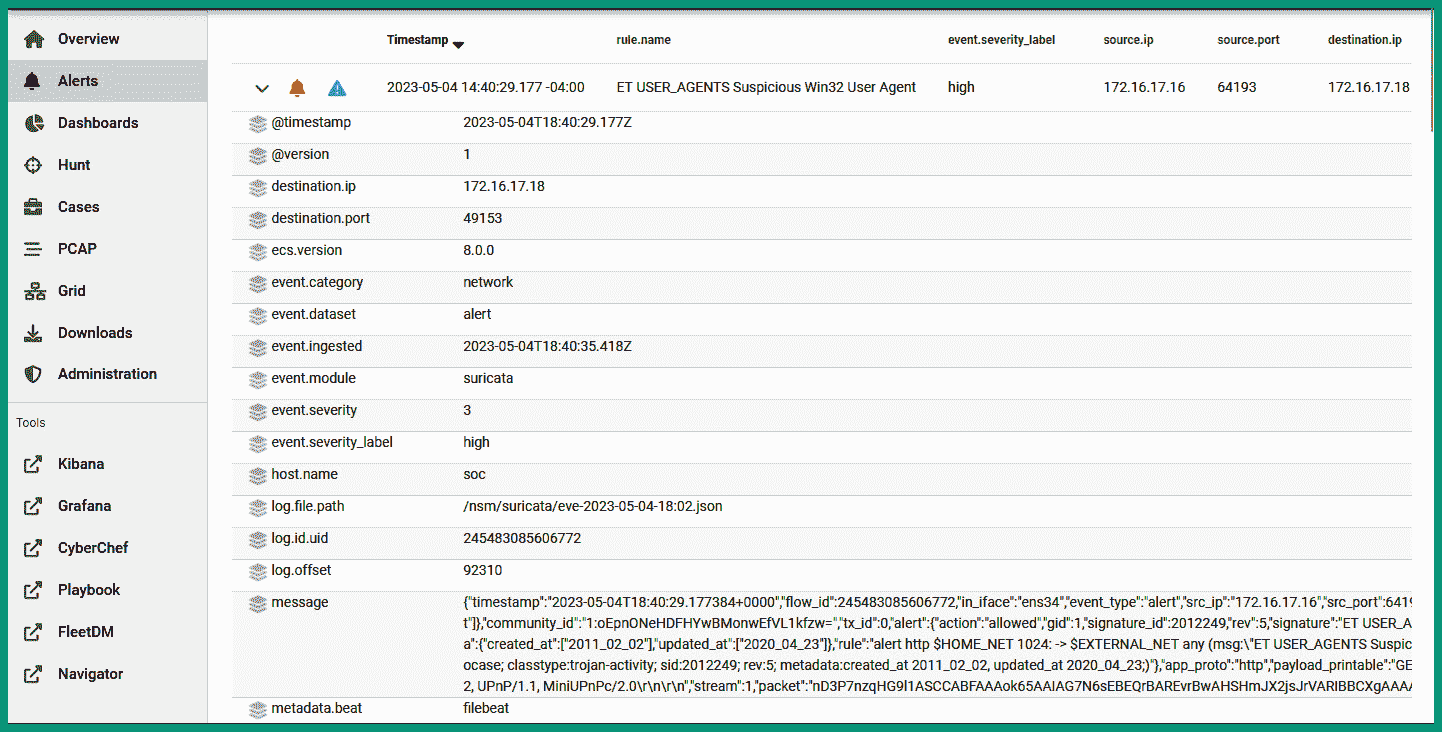 Overview
Alerts
Dashboards
Hunt
Cases
PCAP
Grid
Downloads
Administration
Tools
Kibana
Grafana
CyberChef
Playbook
FleetDM
Navigator
Timestamp rule.name event.severity_label source.ip source.port destination.ip
2023-05-04 14:40:29.177 -04:00 ET USER_AGENTS Suspicious Win32 User Agent high 172.16.17.16 64193 172.16.17.18
@timestamp 2023-05-04T18:40:29.177Z
@version 1
destination.ip 172.16.17.18
destination.port 49153
ecs.version 8.0.0
event.category network
event.dataset alert
event.ingested 2023-05-04T18:40:35.418Z
event.module suricata
event.severity 3
event.severity_label high
host.name soc
log.file.path /nsm/suricata/eve-2023-05-04-18:02.json
log.id.uid 245483085606772
log.offset 92310
message {"timestamp":"2023-05-04T18:40:29.177384+0000","flow_id":245483085606772,"in_iface":"ens34","event_type":"alert","src_ip":"172.16.17.16","src_port":6419
t"]},"community_id":"1:oEpnONeHDFHYwBMonwEfVL1kfzw=","tx_id":0,"alert":{"action":"allowed","gid":1,"signature_id":2012249,"rev":5,"signature":"ET USER_A
a":{"created_at":["2011_02_02"],"updated_at":["2020_04_23"]},"rule":"alert http $HOME_NET 1024: -> $EXTERNAL_NET any (msg:\"ET USER_AGENTS Suspic
ocase; classtype:trojan-activity; sid:2012249; rev:5; metadata:created_at 2011_02_02, updated_at 2020_04_23;)"},"app_proto":"http","payload_printable":"GE
2, UPnP/1.1, MiniUPnPc/2.0\r\n\r\n","stream":1,"packet":"nD3P7nzqHG9l1ASCCABFAAAok65AAIAG7N6sEBEQrBAREvrBwAHSHmJX2jsJrVARIBBCXgAAAA
metadata.beat filebeat